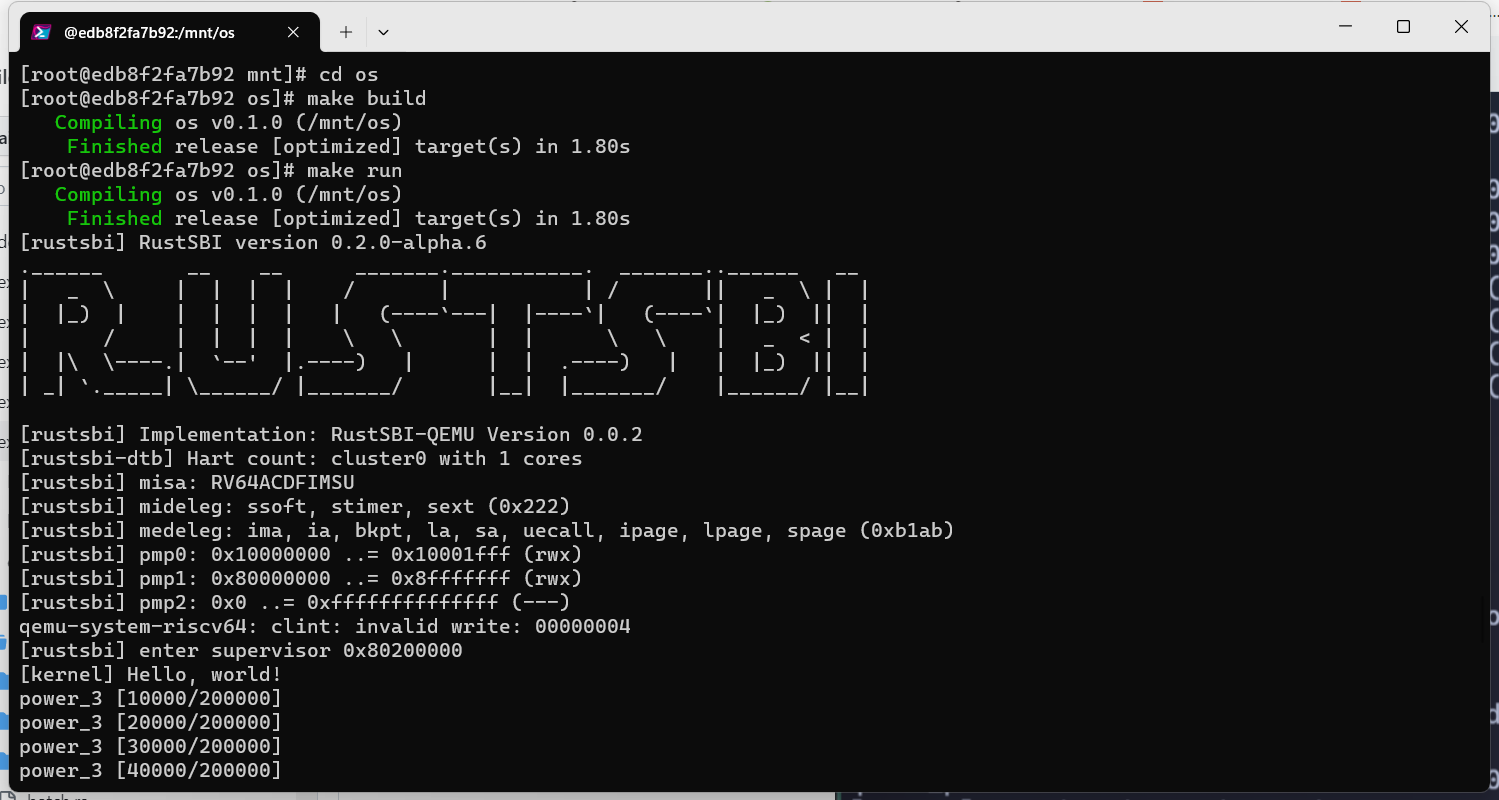 @edb8f2fa7b92:/mnt/os
[root@edb8f2fa7b92 mnt]# cd os
[root@edb8f2fa7b92 os]# make build
   Compiling os v0.1.0 (/mnt/os)
    Finished release [optimized] target(s) in 1.80s
[root@edb8f2fa7b92 os]# make run
   Compiling os v0.1.0 (/mnt/os)
    Finished release [optimized] target(s) in 1.80s
[rustsbi] RustSBI version 0.2.0-alpha.6
RUSTSBI
[rustsbi] Implementation: RustSBI-QEMU Version 0.0.2
[rustsbi-dtb] Hart count: cluster0 with 1 cores
[rustsbi] misa: RV64ACDFIMSU
[rustsbi] mideleg: ssoft, stimer, sext (0x222)
[rustsbi] medeleg: ima, ia, bkpt, la, sa, uecall, ipage, lpage, spage (0xb1ab)
[rustsbi] pmp0: 0x10000000 ..= 0x10001fff (rwx)
[rustsbi] pmp1: 0x80000000 ..= 0x8fffffff (rwx)
[rustsbi] pmp2: 0x0 ..= 0xffffffffffffff (---)
qemu-system-riscv64: clint: invalid write: 00000004
[rustsbi] enter supervisor 0x80200000
[kernel] Hello, world!
power_3 [10000/200000]
power_3 [20000/200000]
power_3 [30000/200000]
power_3 [40000/200000]